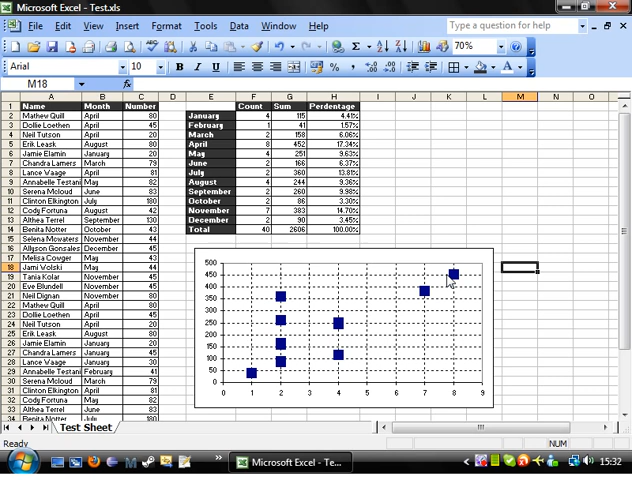 Microsoft Excel - Test.xls
File Edit View Insert Format Tools Data Window Help Type a question for help
70%
Arial 10 B I U
M18 fx
A B C D E F G H I J K L M N O
1 Name Month Number Count Sum Perdentage
2 Mathew Quill April 80 January 4 115 4.41%
3 Dollie Loethen April 45 February 1 41 1.57%
4 Neil Tutson April 20 March 2 158 6.06%
5 Erik Leask August 80 April 8 452 17.34%
6 Jamie Elamin January 20 May 4 251 9.63%
7 Chandra Lamers March 79 June 2 166 6.37%
8 Lance Waage April 81 July 2 360 13.81%
9 Annabelle Testani May 82 August 4 244 9.36%
10 Serena Mcloud June 83 September 2 260 9.98%
11 Clinton Elkington July 180 October 2 86 3.30%
12 Cody Fortuna August 42 November 7 383 14.70%
13 Althea Terrel September 130 December 2 90 3.45%
14 Benita Notter October 43 Total 40 2606 100.00%
15 Selena Mcwaters November 44
16 Allyson Gonsales December 45
17 Melisa Cowger May 43
18 Jami Volski May 44
19 Tania Kolar November 45
20 Eve Blundell November 45
21 Neil Dignan November 80
22 Mathew Quill April 80
23 Dollie Loethen April 45
24 Neil Tutson April 20
25 Erik Leask August 80
26 Jamie Elamin January 20
27 Chandra Lamers January 45
28 Lance Waage January 30
29 Annabelle Testani February 41
30 Serena Mcloud March 79
31 Clinton Elkington April 81
32 Cody Fortuna May 82
33 Althea Terrel June 83
34 Benita Notter July 180
500
450
400
350
300
250
200
150
100
50
0
0 1 2 3 4 5 6 7 8 9
Test Sheet
Ready NUM
Microsoft Excel - Te... 15:32